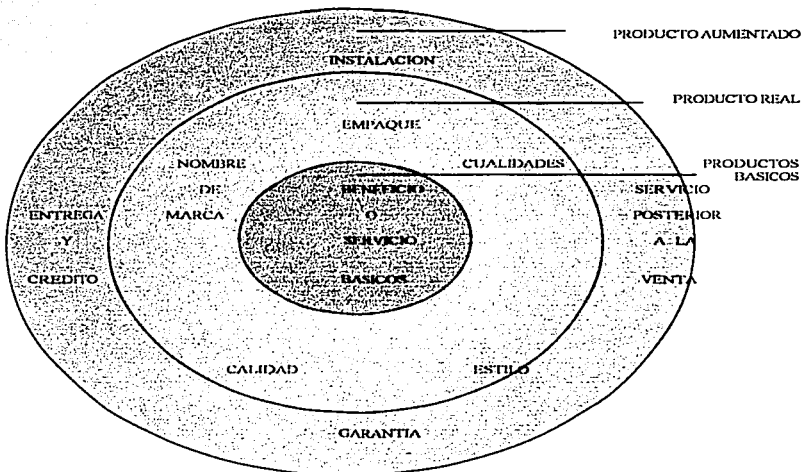 PRODUCTO AUMENTADO
INSTALACION
PRODUCTO REAL
EMPAQUE
NOMBRE
DE
MARCA
CUALIDADES
PRODUCTOS
BASICOS
BENEFICIO
O
SERVICIO
BASICOS
SERVICIO
POSTERIOR
A LA
VENTA
ENTREGA
Y
CREDITO
CALIDAD
ESTILO
GARANTIA